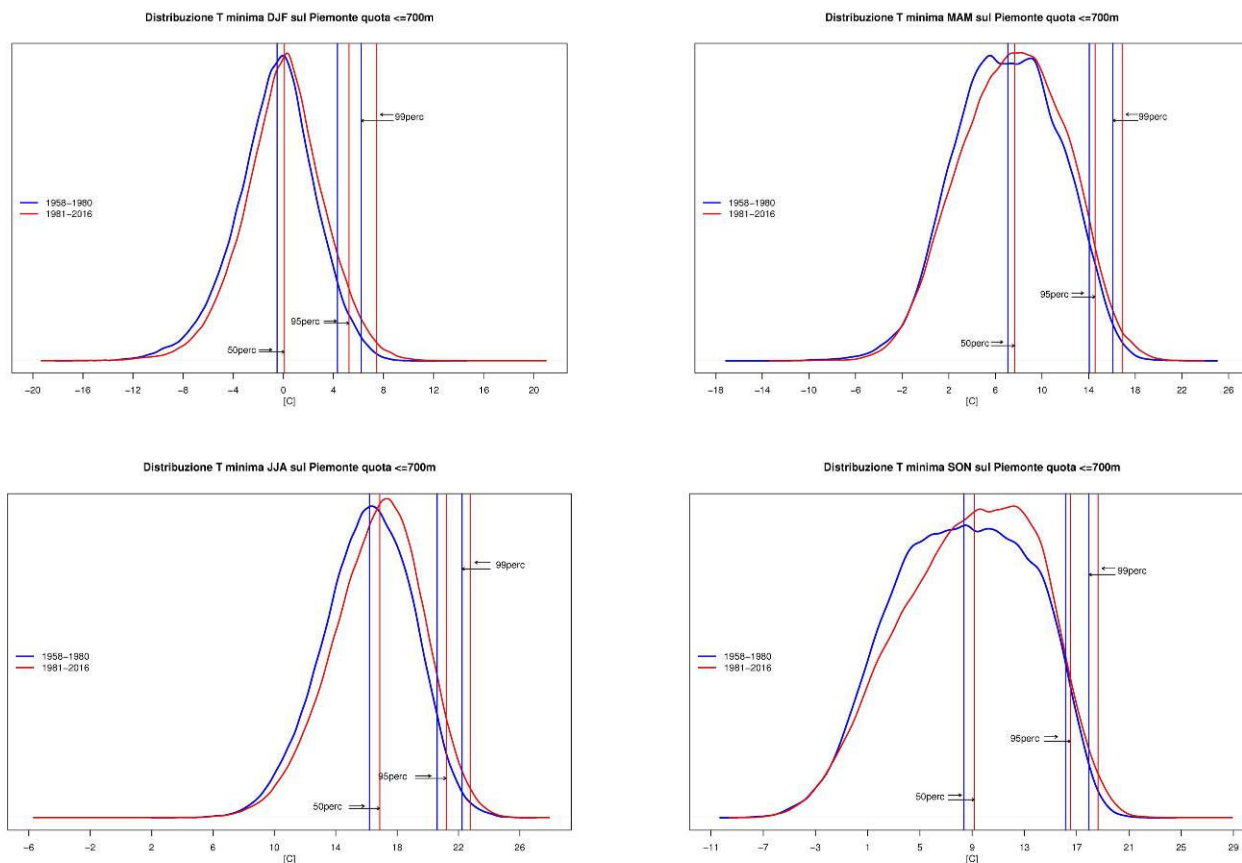 Distribuzione T minima DJF sul Piemonte quota <=700m
99perc
1958−1980
1981−2016
95perc
50perc
−20 −16 −12 −8 −4 0 4 8 12 16 20
[C]
Distribuzione T minima MAM sul Piemonte quota <=700m
99perc
1958−1980
1981−2016
95perc
50perc
−18 −14 −10 −6 −2 2 6 10 14 18 22 26
[C]
Distribuzione T minima JJA sul Piemonte quota <=700m
99perc
1958−1980
1981−2016
95perc
50perc
−6 −2 2 6 10 14 18 22 26
[C]
Distribuzione T minima SON sul Piemonte quota <=700m
99perc
1958−1980
1981−2016
95perc
50perc
−11 −7 −3 1 5 9 13 17 21 25 29
[C]